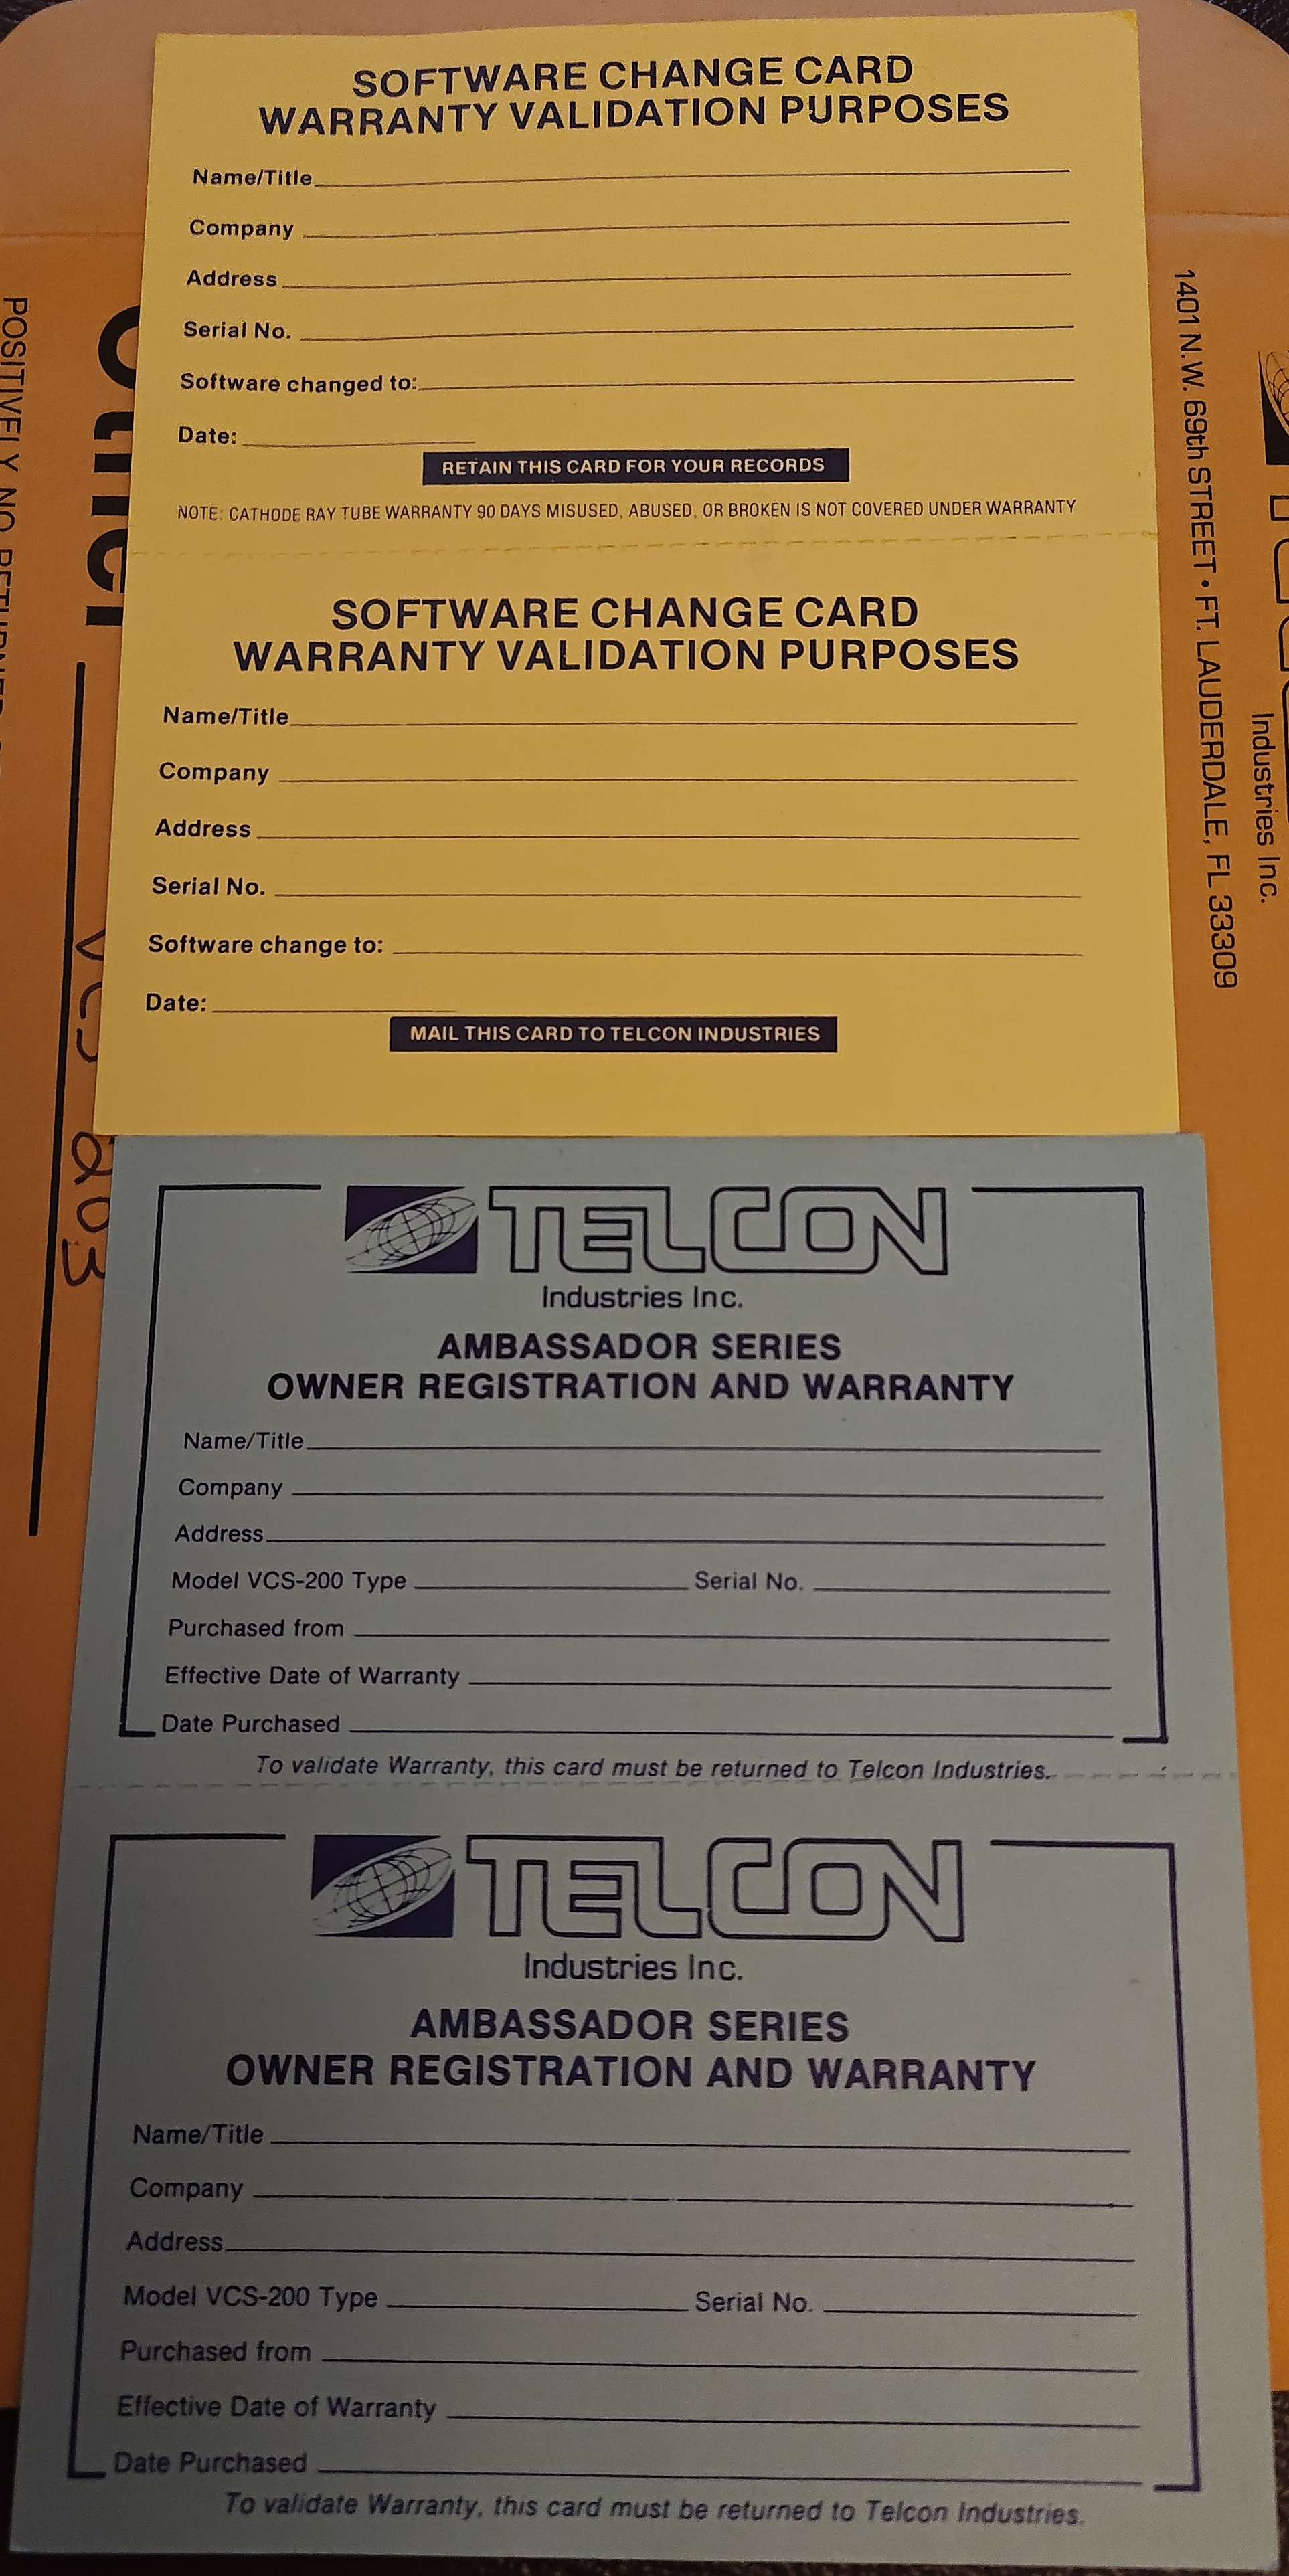 SOFTWARE CHANGE CARD
WARRANTY VALIDATION PURPOSES
Name/Title
Company
Address
Serial No.
Software changed to:
Date:
RETAIN THIS CARD FOR YOUR RECORDS
NOTE: CATHODE RAY TUBE WARRANTY 90 DAYS MISUSED, ABUSED, OR BROKEN IS NOT COVERED UNDER WARRANTY
SOFTWARE CHANGE CARD
WARRANTY VALIDATION PURPOSES
Name/Title
Company
Address
Serial No.
Software change to:
Date:
MAIL THIS CARD TO TELCON INDUSTRIES
TELCON
Industries Inc.
AMBASSADOR SERIES
OWNER REGISTRATION AND WARRANTY
Name/Title
Company
Address
Model VCS-200 Type Serial No.
Purchased from
Effective Date of Warranty
Date Purchased
To validate Warranty, this card must be returned to Telcon Industries.
TELCON
Industries Inc.
AMBASSADOR SERIES
OWNER REGISTRATION AND WARRANTY
Name/Title
Company
Address
Model VCS-200 Type Serial No.
Purchased from
Effective Date of Warranty
Date Purchased
To validate Warranty, this card must be returned to Telcon Industries.
Industries Inc.
1401 N.W. 69th STREET • FT. LAUDERDALE, FL 33309
VCS 203
POSITIVELY NO